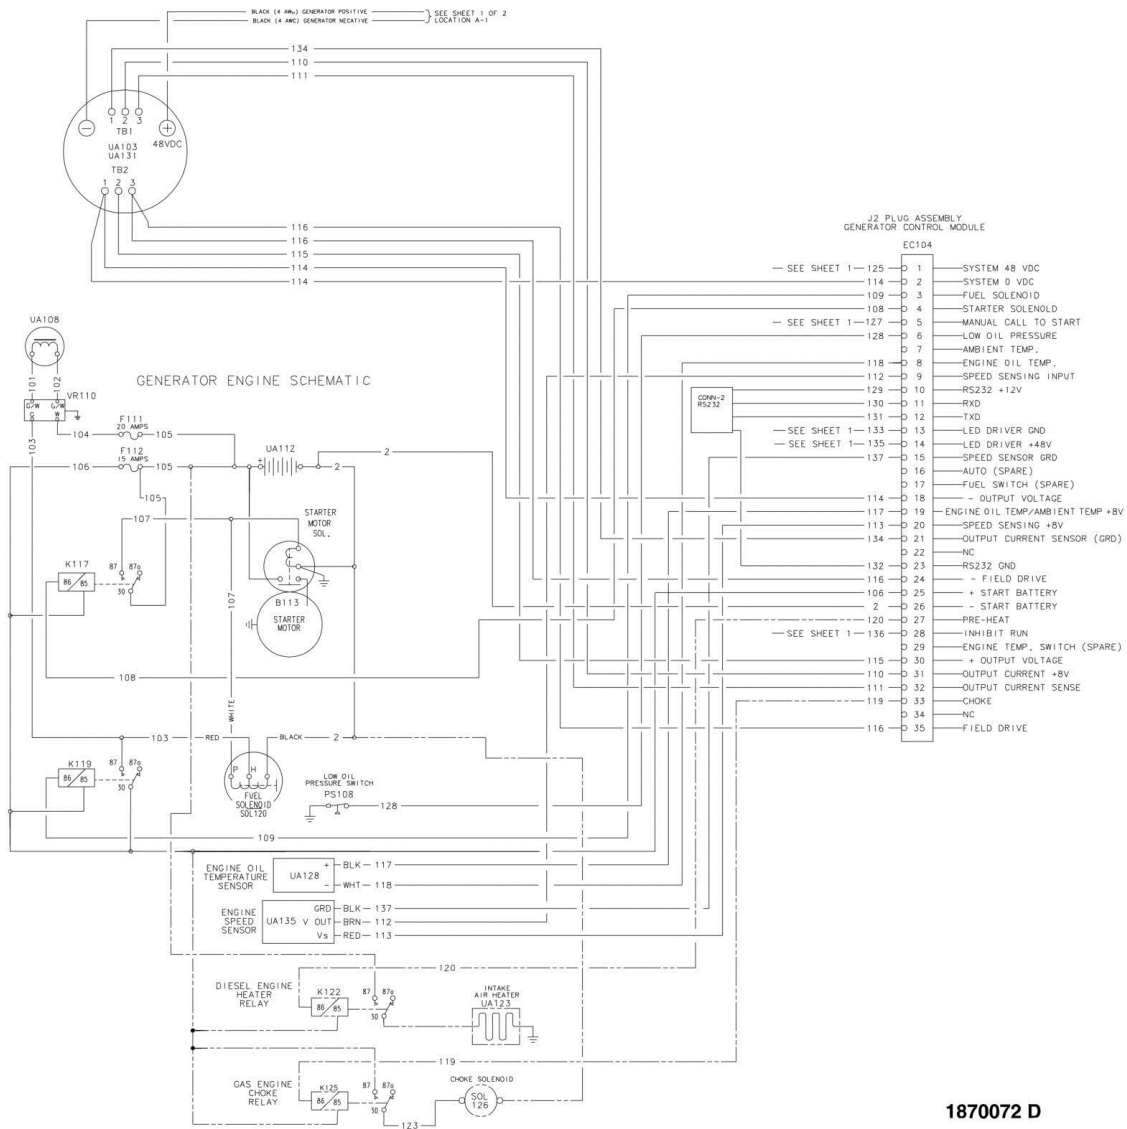 BLACK (4 AWG) GENERATOR POSITIVE
BLACK (4 AWG) GENERATOR NEGATIVE
SEE SHEET 1 OF 2
LOCATION A-1
134
110
111
1 2 3
TB1
48VDC
UA103
UA131
TB2
1 2 3
116
116
115
114
114
J2 PLUG ASSEMBLY
GENERATOR CONTROL MODULE
EC104
SEE SHEET 1 125 1 SYSTEM 48 VDC
114 2 SYSTEM 0 VDC
109 3 FUEL SOLENOID
108 4 STARTER SOLENOLD
SEE SHEET 1 127 5 MANUAL CALL TO START
128 6 LOW OIL PRESSURE
7 AMBIENT TEMP.
118 8 ENGINE OIL TEMP.
112 9 SPEED SENSING INPUT
129 10 RS232 +12V
130 11 RXD
131 12 TXD
SEE SHEET 1 133 13 LED DRIVER GND
SEE SHEET 1 135 14 LED DRIVER +48V
137 15 SPEED SENSOR GRD
16 AUTO (SPARE)
17 FUEL SWITCH (SPARE)
114 18 - OUTPUT VOLTAGE
117 19 ENGINE OIL TEMP/AMBIENT TEMP +8V
113 20 SPEED SENSING +8V
134 21 OUTPUT CURRENT SENSOR (GRD)
22 NC
132 23 RS232 GND
116 24 - FIELD DRIVE
106 25 + START BATTERY
2 26 - START BATTERY
120 27 PRE-HEAT
SEE SHEET 1 136 28 INHIBIT RUN
29 ENGINE TEMP. SWITCH (SPARE)
115 30 + OUTPUT VOLTAGE
110 31 OUTPUT CURRENT +8V
111 32 OUTPUT CURRENT SENSE
119 33 CHOKE
34 NC
116 35 FIELD DRIVE
CONN-2
RS232
UA108
101 102
GENERATOR ENGINE SCHEMATIC
VR110
G/W G/W
G W
103
F111
20 AMPS
104 105
F112
15 AMPS
106 105
105
UA112
+
2
2
107
STARTER
MOTOR
SOL.
K117
86 85
87 87a
30
107
B113
STARTER
MOTOR
108
WHITE
103 RED BLACK 2
K119
86 85
87 87a
30
P H
FUEL
SOLENOID
SOL120
LOW OIL
PRESSURE SWITCH
PS108
128
109
ENGINE OIL
TEMPERATURE
SENSOR
UA128
+ BLK 117
- WHT 118
ENGINE
SPEED
SENSOR
UA135
GRD BLK 137
V OUT BRN 112
Vs RED 113
120
DIESEL ENGINE
HEATER
RELAY
K122
86 85
87 87a
30
INTAKE
AIR HEATER
UA123
119
GAS ENGINE
CHOKE
RELAY
K125
86 85
87 87a
30
123
CHOKE SOLENOID
SOL
126
1870072 D